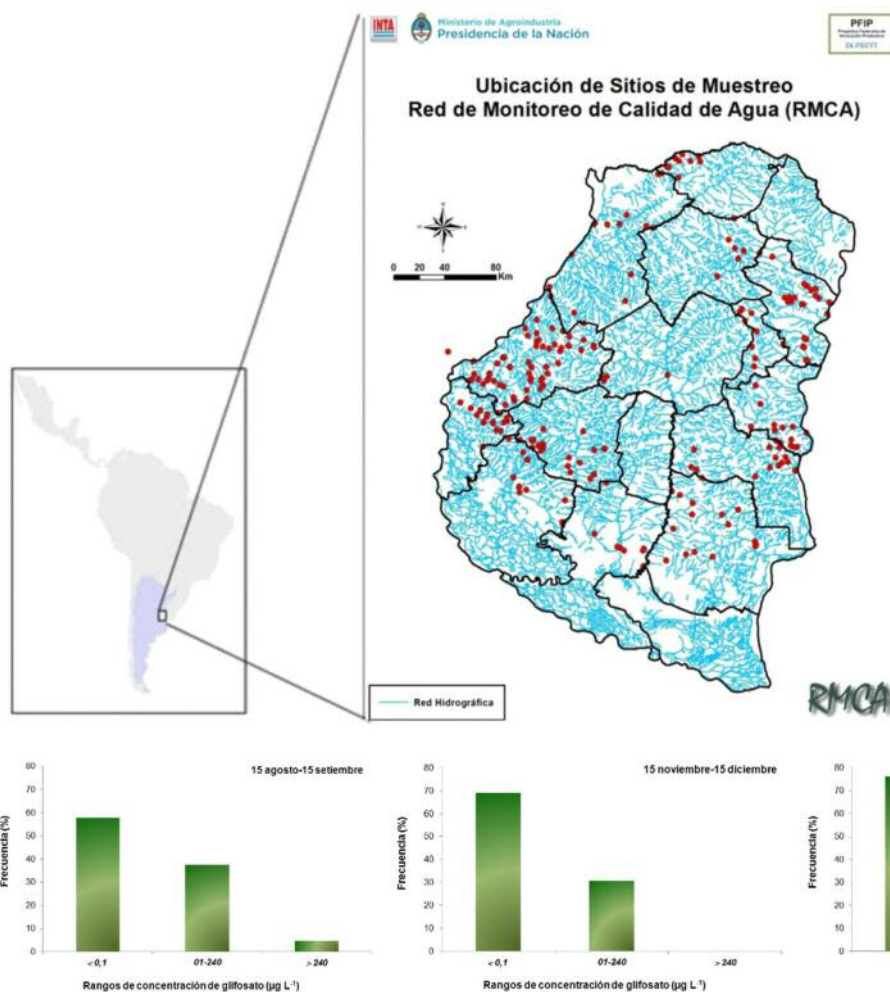 INTA
Ministerio de Agroindustria
Presidencia de la Nación
PFIP
Ubicación de Sitios de Muestreo
Red de Monitoreo de Calidad de Agua (RMCA)
0 20 40 80
Km
Red Hidrográfica
RMCA
15 agosto-15 setiembre
Frecuencia (%)
80
70
60
50
40
30
20
10
0
< 0,1 01-240 > 240
Rangos de concentración de glifosato (µg L-1)
15 noviembre-15 diciembre
Frecuencia (%)
80
70
60
50
40
30
20
10
0
< 0,1 01-240 > 240
Rangos de concentración de glifosato (µg L-1)
Frecuencia (%)
80
70
60
50
40
30
20
10
0